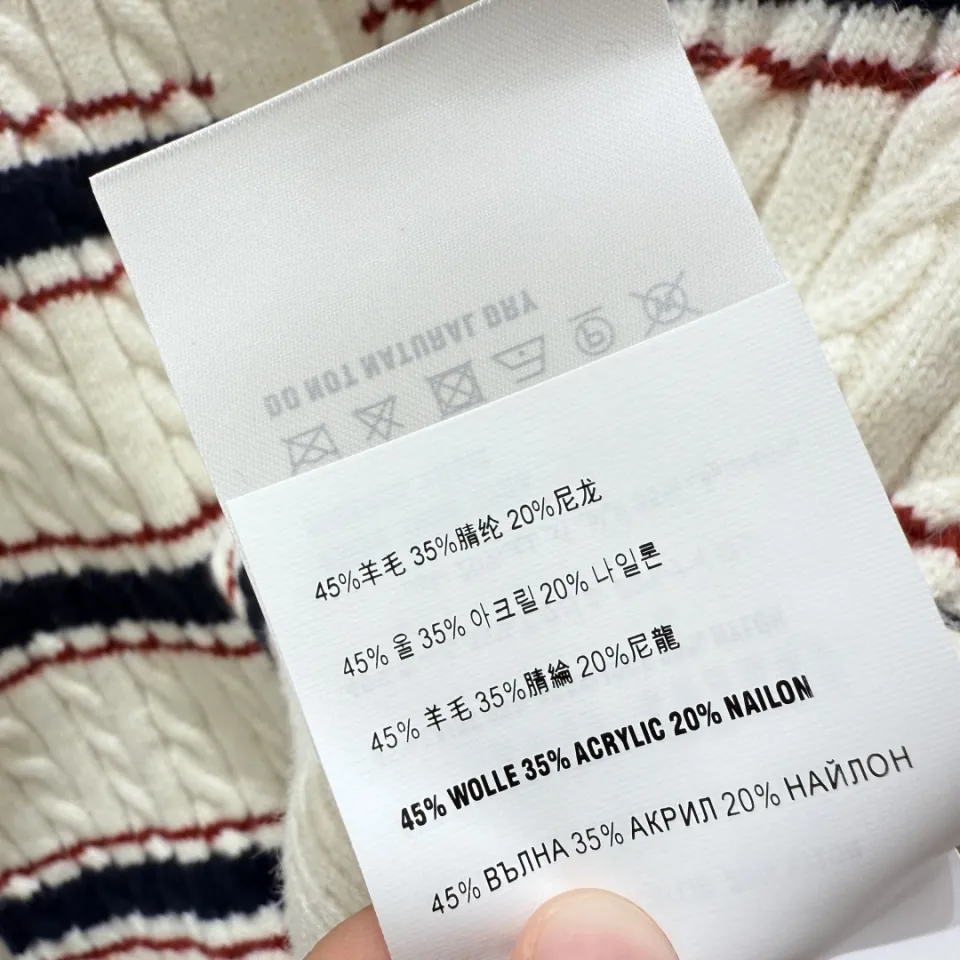 DO NOT NATURAL DRY
45%羊毛 35%腈纶 20%尼龙
45% 울 35% 아크릴 20% 나일론
45% 羊毛 35%腈綸 20%尼龍
45% WOLLE 35% ACRYLIC 20% NAILON
45% ВЪЛНА 35% АКРИЛ 20% НАЙЛОН